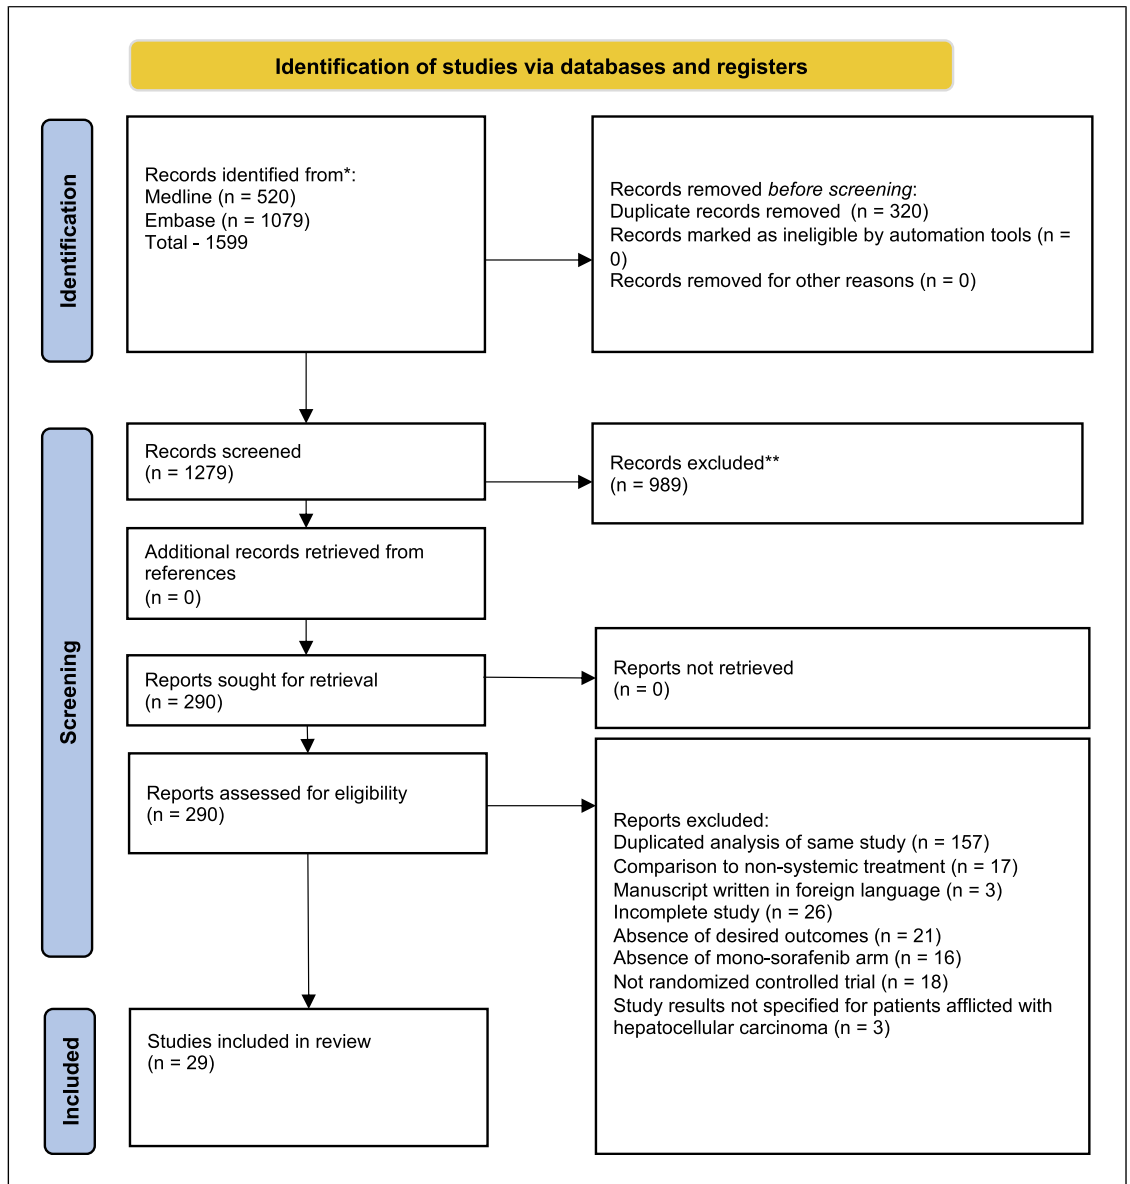 Identification of studies via databases and registers
Identification
Records identified from*:
Medline (n = 520)
Embase (n = 1079)
Total - 1599
Records removed before screening:
Duplicate records removed  (n = 320)
Records marked as ineligible by automation tools (n =
0)
Records removed for other reasons (n = 0)
Screening
Records screened
(n = 1279)
Records excluded**
(n = 989)
Additional records retrieved from
references
(n = 0)
Reports sought for retrieval
(n = 290)
Reports not retrieved
(n = 0)
Reports assessed for eligibility
(n = 290)
Reports excluded:
Duplicated analysis of same study (n = 157)
Comparison to non-systemic treatment (n = 17)
Manuscript written in foreign language (n = 3)
Incomplete study (n = 26)
Absence of desired outcomes (n = 21)
Absence of mono-sorafenib arm (n = 16)
Not randomized controlled trial (n = 18)
Study results not specified for patients afflicted with
hepatocellular carcinoma (n = 3)
Included
Studies included in review
(n = 29)